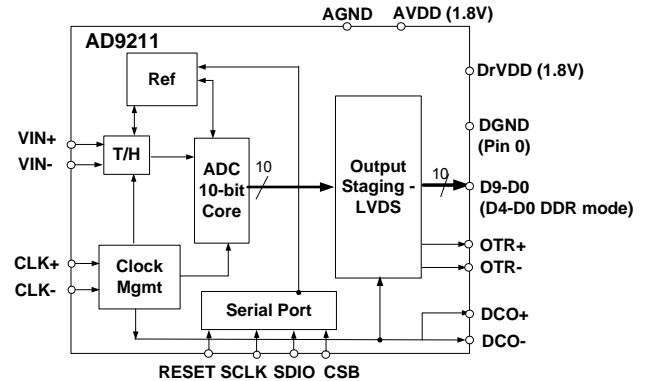 AGND AVDD (1.8V)
AD9211
Ref
DrVDD (1.8V)
DGND
(Pin 0)
VIN+
VIN-
T/H
ADC
10-bit
Core
10
Output
Staging -
LVDS
10
D9-D0
(D4-D0 DDR mode)
OTR+
OTR-
CLK+
CLK-
Clock
Mgmt
Serial Port
DCO+
DCO-
RESET SCLK SDIO CSB